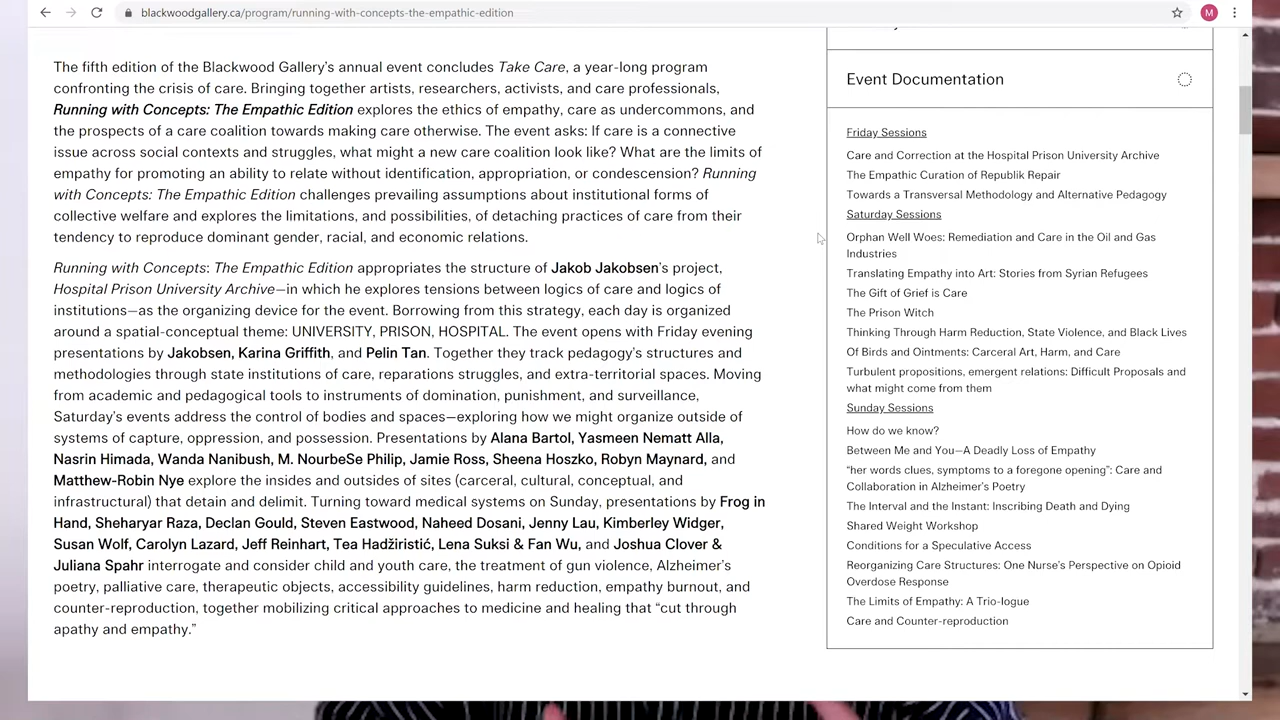 blackwoodgallery.ca/program/running-with-concepts-the-empathic-edition
M
The fifth edition of the Blackwood Gallery's annual event concludes Take Care, a year-long program
confronting the crisis of care. Bringing together artists, researchers, activists, and care professionals,
Running with Concepts: The Empathic Edition explores the ethics of empathy, care as undercommons, and
the prospects of a care coalition towards making care otherwise. The event asks: If care is a connective
issue across social contexts and struggles, what might a new care coalition look like? What are the limits of
empathy for promoting an ability to relate without identification, appropriation, or condescension? Running
with Concepts: The Empathic Edition challenges prevailing assumptions about institutional forms of
collective welfare and explores the limitations, and possibilities, of detaching practices of care from their
tendency to reproduce dominant gender, racial, and economic relations.
Running with Concepts: The Empathic Edition appropriates the structure of Jakob Jakobsen's project,
Hospital Prison University Archive—in which he explores tensions between logics of care and logics of
institutions—as the organizing device for the event. Borrowing from this strategy, each day is organized
around a spatial-conceptual theme: UNIVERSITY, PRISON, HOSPITAL. The event opens with Friday evening
presentations by Jakobsen, Karina Griffith, and Pelin Tan. Together they track pedagogy's structures and
methodologies through state institutions of care, reparations struggles, and extra-territorial spaces. Moving
from academic and pedagogical tools to instruments of domination, punishment, and surveillance,
Saturday's events address the control of bodies and spaces—exploring how we might organize outside of
systems of capture, oppression, and possession. Presentations by Alana Bartol, Yasmeen Nematt Alla,
Nasrin Himada, Wanda Nanibush, M. NourbeSe Philip, Jamie Ross, Sheena Hoszko, Robyn Maynard, and
Matthew-Robin Nye explore the insides and outsides of sites (carceral, cultural, conceptual, and
infrastructural) that detain and delimit. Turning toward medical systems on Sunday, presentations by Frog in
Hand, Sheharyar Raza, Declan Gould, Steven Eastwood, Naheed Dosani, Jenny Lau, Kimberley Widger,
Susan Wolf, Carolyn Lazard, Jeff Reinhart, Tea Hadžiristić, Lena Suksi & Fan Wu, and Joshua Clover &
Juliana Spahr interrogate and consider child and youth care, the treatment of gun violence, Alzheimer's
poetry, palliative care, therapeutic objects, accessibility guidelines, harm reduction, empathy burnout, and
counter-reproduction, together mobilizing critical approaches to medicine and healing that “cut through
apathy and empathy.”
Event Documentation
Friday Sessions
Care and Correction at the Hospital Prison University Archive
The Empathic Curation of Republik Repair
Towards a Transversal Methodology and Alternative Pedagogy
Saturday Sessions
Orphan Well Woes: Remediation and Care in the Oil and Gas
Industries
Translating Empathy into Art: Stories from Syrian Refugees
The Gift of Grief is Care
The Prison Witch
Thinking Through Harm Reduction, State Violence, and Black Lives
Of Birds and Ointments: Carceral Art, Harm, and Care
Turbulent propositions, emergent relations: Difficult Proposals and
what might come from them
Sunday Sessions
How do we know?
Between Me and You—A Deadly Loss of Empathy
“her words clues, symptoms to a foregone opening”: Care and
Collaboration in Alzheimer's Poetry
The Interval and the Instant: Inscribing Death and Dying
Shared Weight Workshop
Conditions for a Speculative Access
Reorganizing Care Structures: One Nurse's Perspective on Opioid
Overdose Response
The Limits of Empathy: A Trio-logue
Care and Counter-reproduction